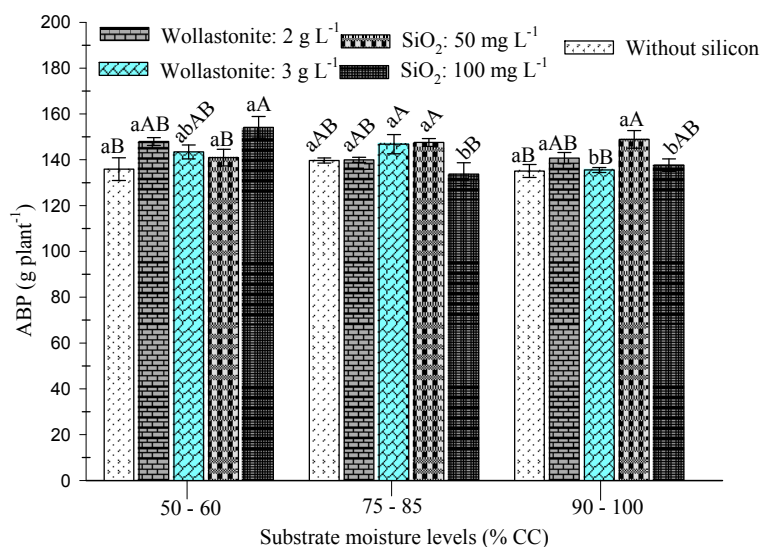 200
180
160
140
120
100
80
60
40
20
0
ABP (g plant⁻¹)
Wollastonite: 2 g L⁻¹
SiO₂: 50 mg L⁻¹
Without silicon
Wollastonite: 3 g L⁻¹
SiO₂: 100 mg L⁻¹
aB aAB abAB aB aA
aAB aAB aA aA bB
aB aAB bB aA bAB
50 - 60 75 - 85 90 - 100
Substrate moisture levels (% CC)